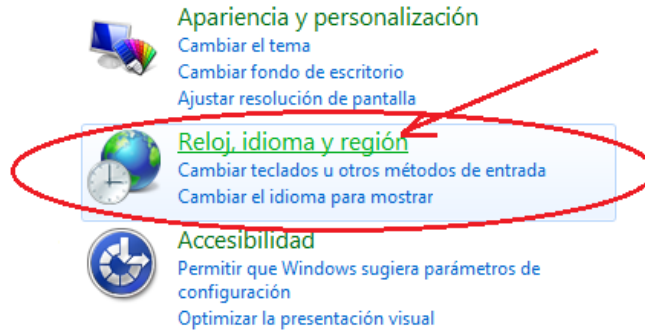 Apariencia y personalización
Cambiar el tema
Cambiar fondo de escritorio
Ajustar resolución de pantalla
Reloj, idioma y región
Cambiar teclados u otros métodos de entrada
Cambiar el idioma para mostrar
Accesibilidad
Permitir que Windows sugiera parámetros de
configuración
Optimizar la presentación visual